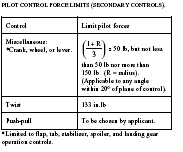 PILOT CONTROL FORCE LIMITS (SECONDARY CONTROLS).
Control
Limit pilot forces
Miscellaneous:
*Crank, wheel, or lever.
(1 + R / 3) x 50 lb, but not less
than 50 lb nor more than
150 lb (R = radius).
(Applicable to any angle
within 20° of plane of control).
Twist
133 in.lb
Push-pull
To be chosen by applicant.
*Limited to flap, tab, stabilizer, spoiler, and landing gear
operation controls.